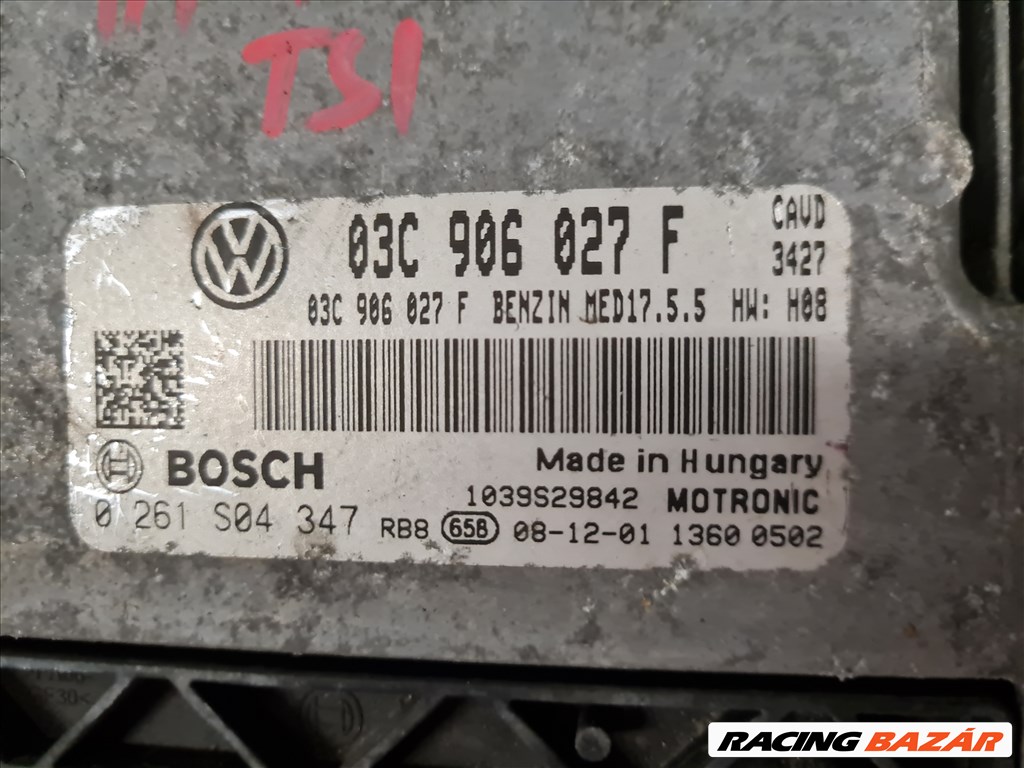 TSI
03C 906 027 F
CAVD
3427
03C 906 027 F BENZIN MED17.5.5 HW: H08
BOSCH
Made in Hungary
1039S29842 MOTRONIC
0 261 S04 347 RB8 65B 08-12-01 1360 0502
RACING BAZÁR